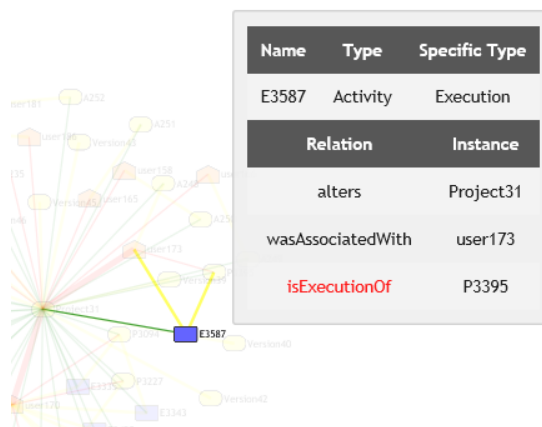 Name Type Specific Type
E3587 Activity Execution
Relation Instance
alters Project31
wasAssociatedWith user173
isExecutionOf P3395
user181
A252
A251
Version43
user158
A248
user165
user173
E3587
Version40
P3227
E3343
Version42